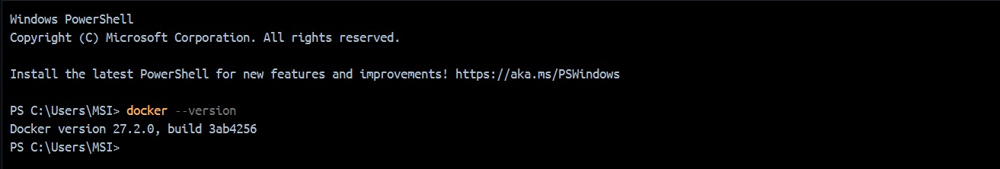 Windows PowerShell
Copyright (C) Microsoft Corporation. All rights reserved.
Install the latest PowerShell for new features and improvements! https://aka.ms/PSWindows
PS C:\Users\MSI> docker --version
Docker version 27.2.0, build 3ab4256
PS C:\Users\MSI>